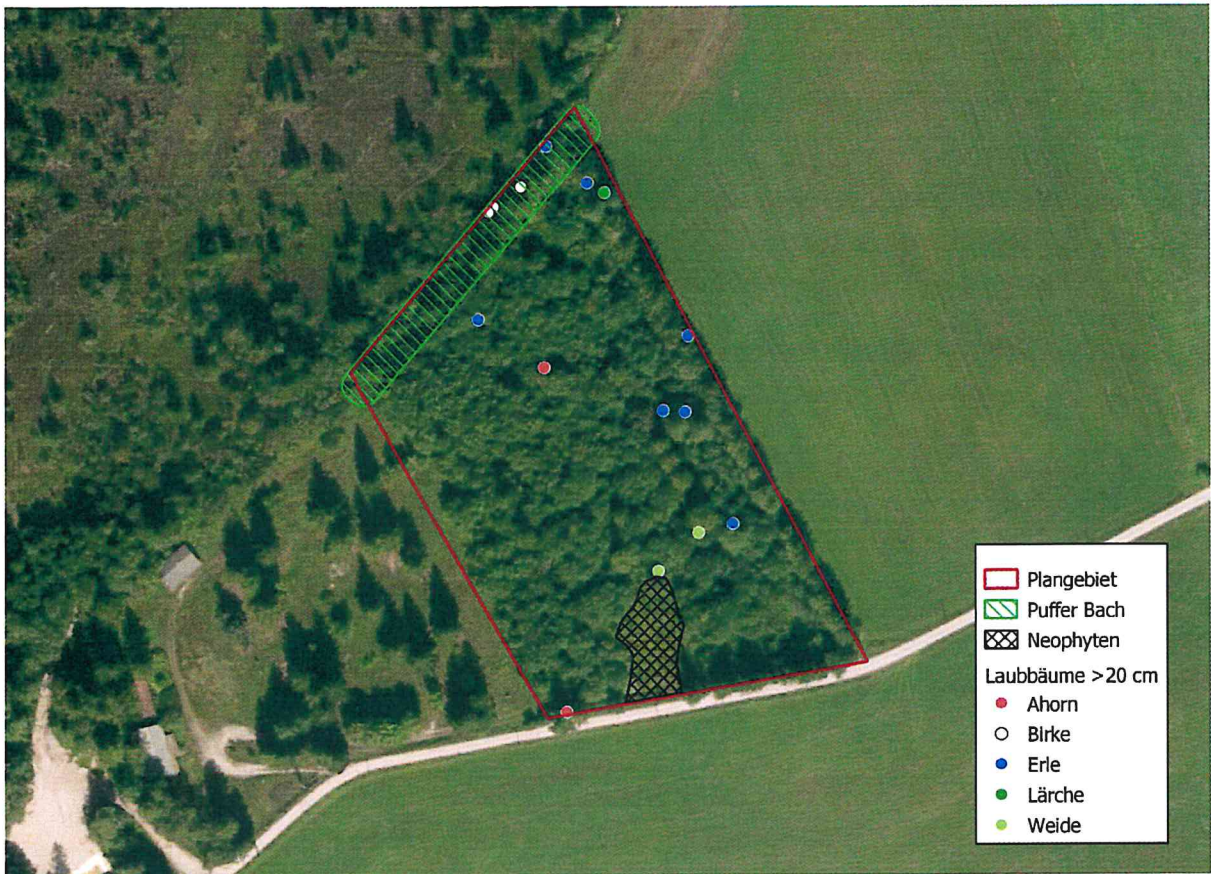 Plangebiet
Puffer Bach
Neophyten
Laubbäume >20 cm
Ahorn
Birke
Erle
Lärche
Weide